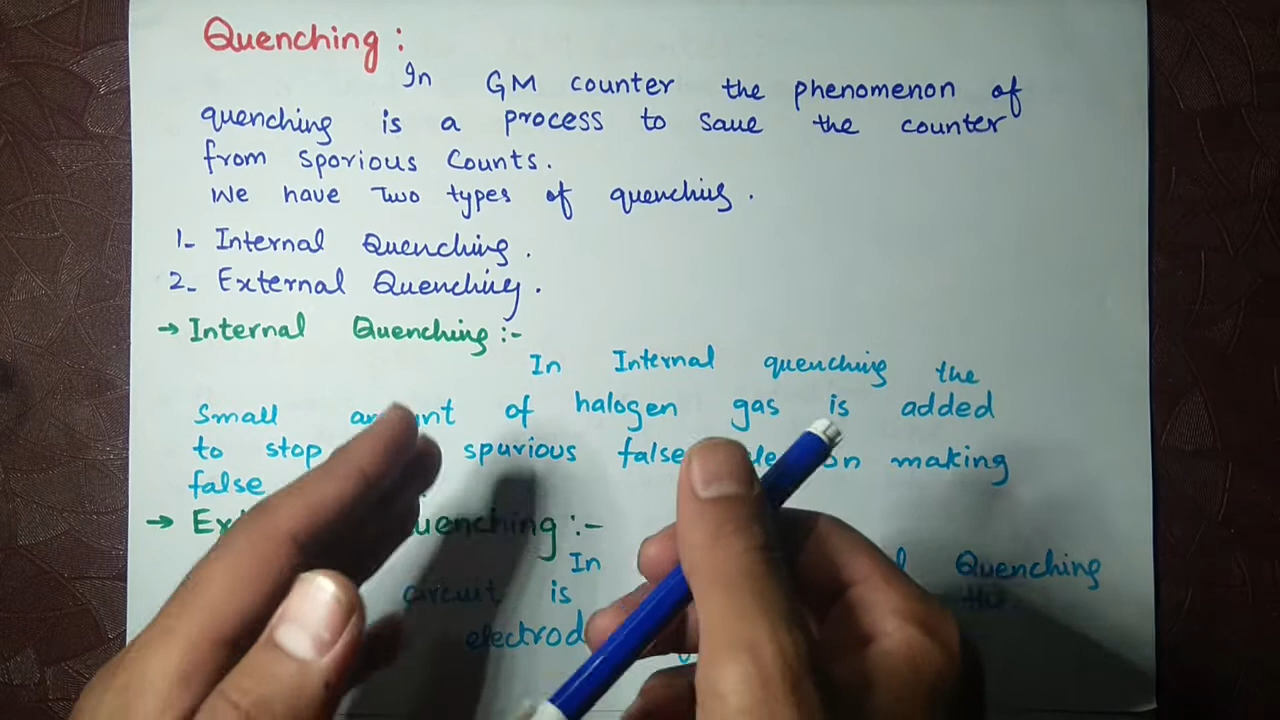 Quenching :
In GM counter the phenomenon of
quenching is a process to save the counter
from Sporious Counts.
We have Two types of quenching.
1- Internal Quenching.
2- External Quenching.
→ Internal Quenching :-
In Internal quenching the
Small of halogen gas is added
to stop spurious false making
false
→ Quenching :-
In Quenching
circuit is